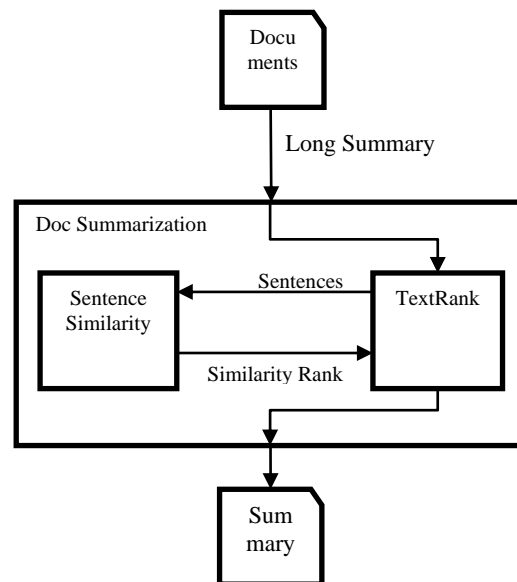 Docu
ments
Long Summary
Doc Summarization
Sentences
Sentence
Similarity
TextRank
Similarity Rank
Sum
mary